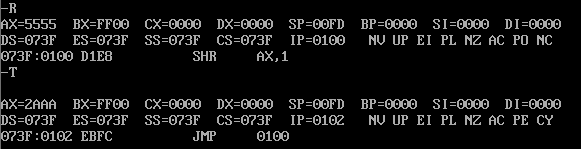 -R
AX=5555  BX=FF00  CX=0000  DX=0000  SP=00FD  BP=0000  SI=0000  DI=0000
DS=073F  ES=073F  SS=073F  CS=073F  IP=0100   NV UP EI PL NZ AC PO NC
073F:0100 D1E8          SHR     AX,1
-T
AX=2AAA  BX=FF00  CX=0000  DX=0000  SP=00FD  BP=0000  SI=0000  DI=0000
DS=073F  ES=073F  SS=073F  CS=073F  IP=0102   NV UP EI PL NZ AC PE CY
073F:0102 EBFC          JMP     0100